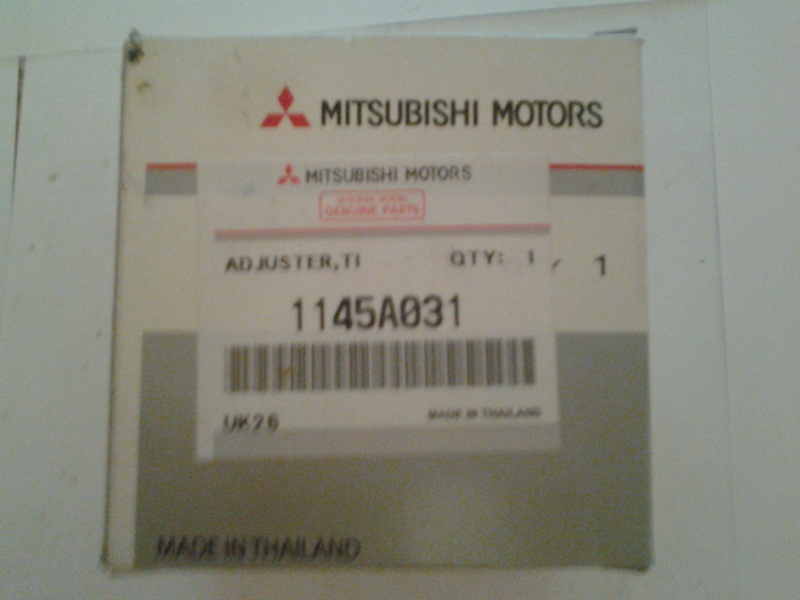 MITSUBISHI MOTORS
MITSUBISHI MOTORS
GENUINE PARTS
ADJUSTER,TI QTY: 1 / 1
1145A031
UK26 MADE IN THAILAND
MADE IN THAILAND